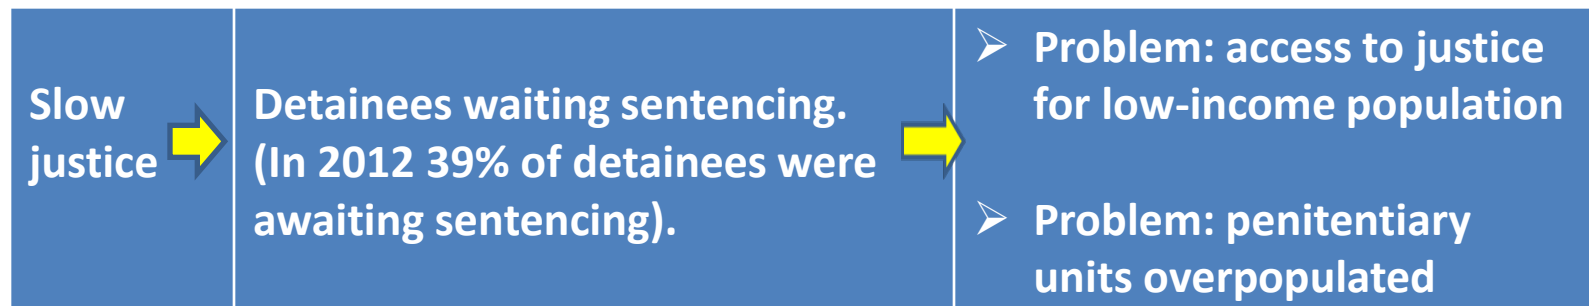 Slow
justice
Detainees waiting sentencing.
(In 2012 39% of detainees were
awaiting sentencing).
➢ Problem: access to justice
for low-income population
➢ Problem: penitentiary
units overpopulated